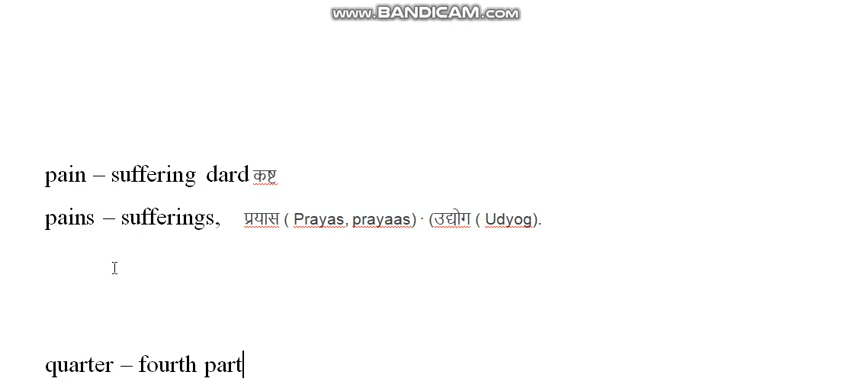 www.BANDICAM.com
pain – suffering dard कष्ट
pains – sufferings, प्रयास ( Prayas, prayaas) · (उद्योग ( Udyog).
quarter – fourth part